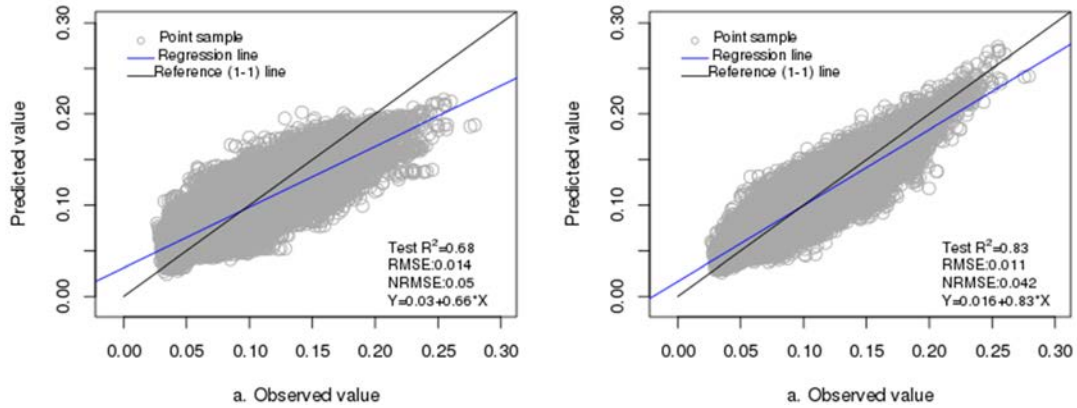 Point sample
Regression line
Reference (1-1) line
Test R²=0.68
RMSE:0.014
NRMSE:0.05
Y=0.03+0.66*X
0.00
0.10
0.20
0.30
Predicted value
0.00 0.05 0.10 0.15 0.20 0.25 0.30
a. Observed value
Point sample
Regression line
Reference (1-1) line
Test R²=0.83
RMSE:0.011
NRMSE:0.042
Y=0.016+0.83*X
0.00
0.10
0.20
0.30
Predicted value
0.00 0.05 0.10 0.15 0.20 0.25 0.30
a. Observed value